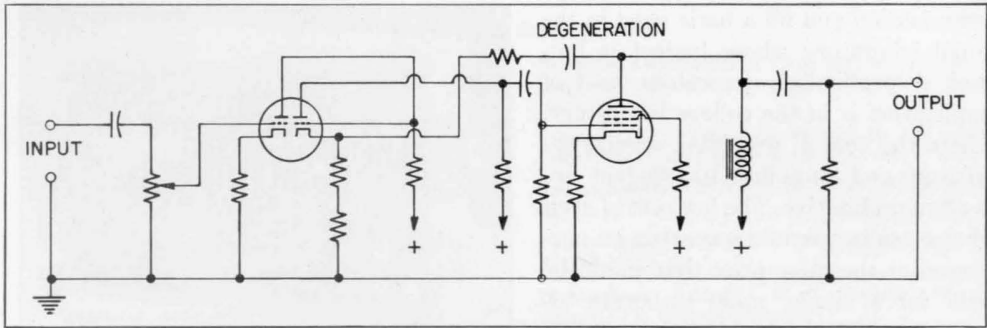 DEGENERATION
INPUT
OUTPUT
+
+
+